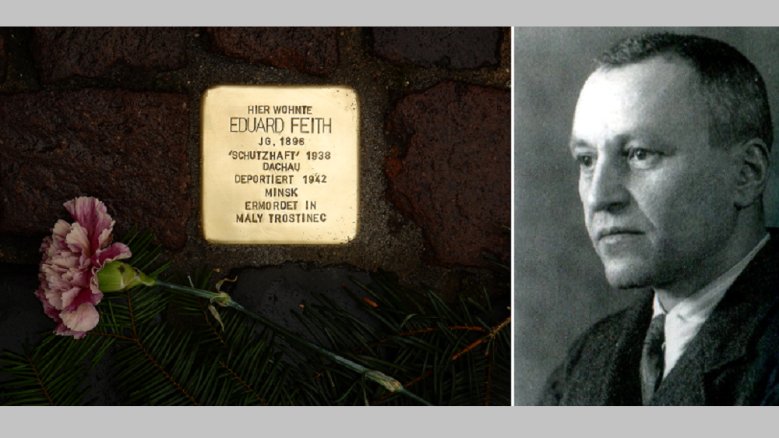 HIER WOHNTE
EDUARD FEITH
JG. 1896
'SCHUTZHAFT' 1938
DACHAU
DEPORTIERT 1942
MINSK
ERMORDET IN
MALY TROSTINEC